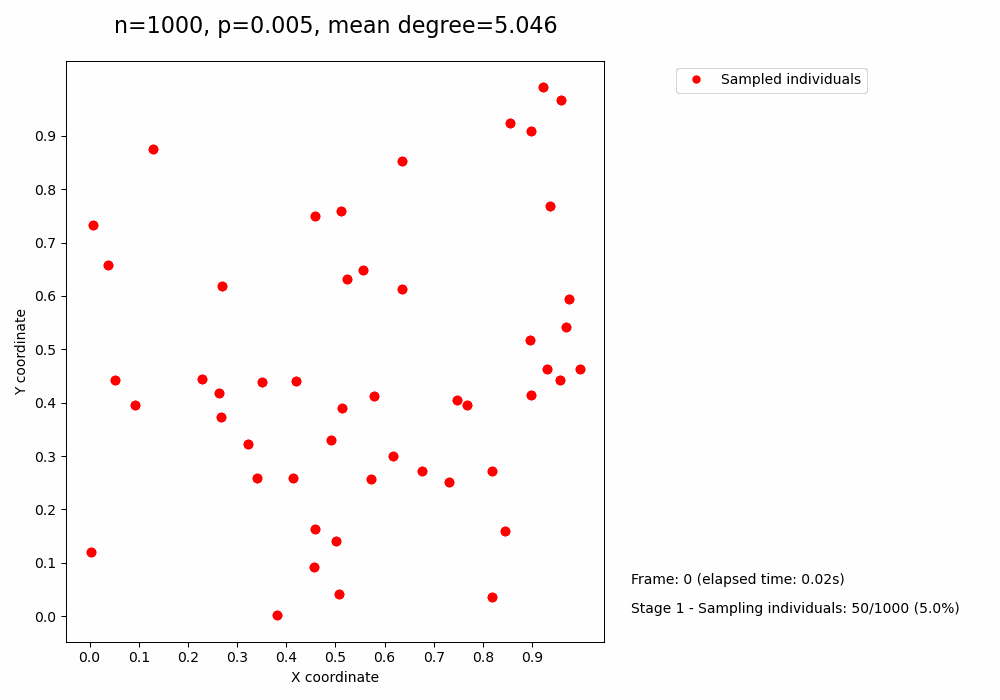 n=1000, p=0.005, mean degree=5.046
Sampled individuals
0.9
0.8
0.7
0.6
0.5
0.4
0.3
0.2
0.1
0.0
Y coordinate
0.0 0.1 0.2 0.3 0.4 0.5 0.6 0.7 0.8 0.9
X coordinate
Frame: 0 (elapsed time: 0.02s)
Stage 1 - Sampling individuals: 50/1000 (5.0%)